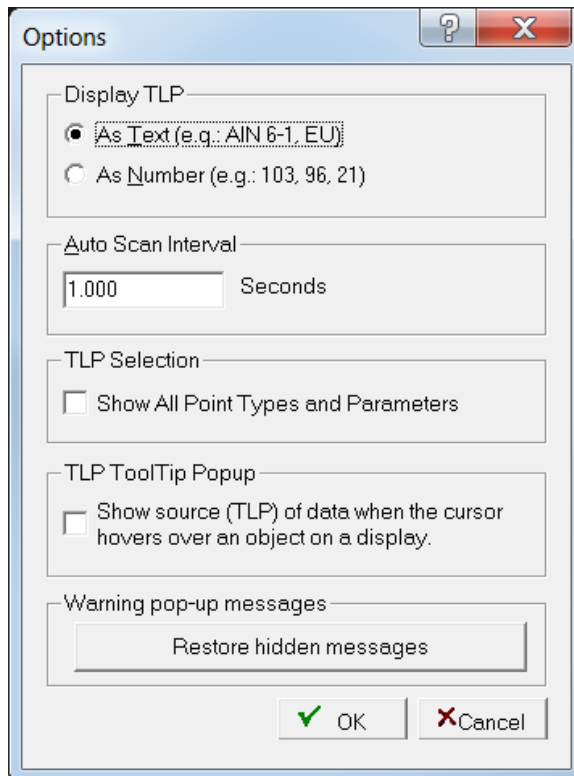 Options
Display TLP
As Text (e.q.: AIN 6-1, EU)
As Number (e.g.: 103, 96, 21)
Auto Scan Interval
1.000 Seconds
TLP Selection
Show All Point Types and Parameters
TLP ToolTip Popup
Show source (TLP) of data when the cursor
hovers over an object on a display.
Warning pop-up messages
Restore hidden messages
OK Cancel